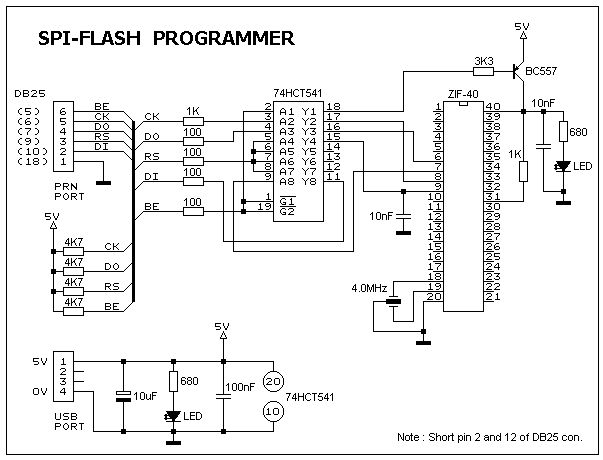 SPI-FLASH PROGRAMMER
5V
3K3
BC557
DB25
74HCT541
ZIF-40
(5) 6 BE
(6) 5 CK
(7) 4 DO
(9) 3 RS
(10) 2 DI
(18) 1
PRN
PORT
CK 1K
DO 100
RS 100
DI 100
BE 100
2 A1 Y1 18
3 A2 Y2 17
4 A3 Y3 16
5 A4 Y4 15
6 A5 Y5 14
7 A6 Y6 13
8 A7 Y7 12
9 A8 Y8 11
1 G1
19 G2
1 40
2 39
3 38
4 37
5 36
6 35
7 34
8 33
9 32
10 31
11 30
12 29
13 28
14 27
15 26
16 25
17 24
18 23
19 22
20 21
10nF
680
1K
LED
10nF
4.0MHz
5V
4K7 CK
4K7 DO
4K7 RS
4K7 BE
5V
5V 1
2
3
0V 4
USB
PORT
10uF
680
LED
100nF
20
10
74HCT541
Note : Short pin 2 and 12 of DB25 con.